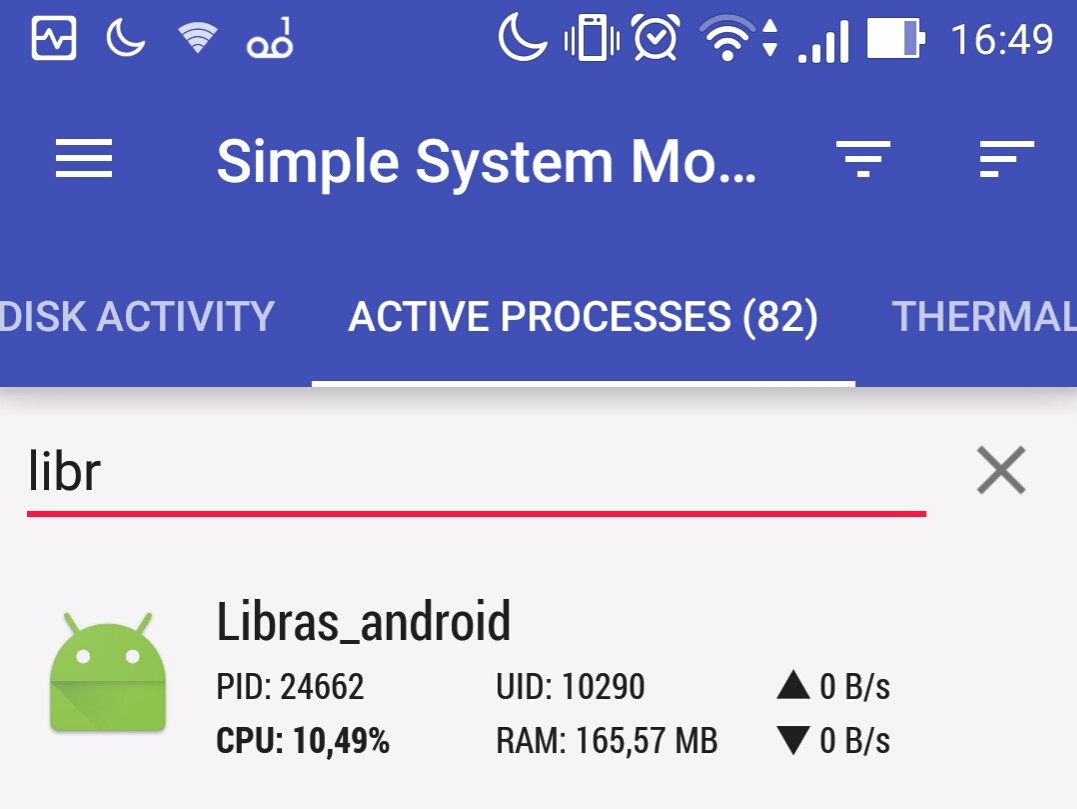 1
16:49
Simple System Mo...
DISK ACTIVITY ACTIVE PROCESSES (82) THERMAL
libr
Libras_android
PID: 24662 UID: 10290 ▲ 0 B/s
CPU: 10,49% RAM: 165,57 MB ▼ 0 B/s